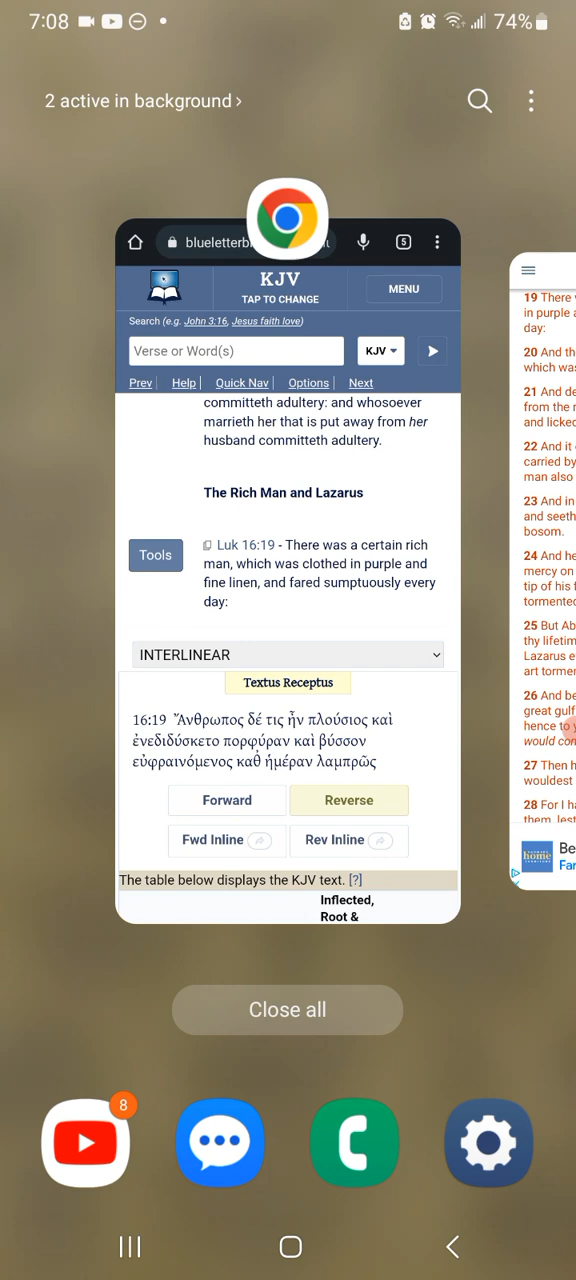 7:08
74%
2 active in background >
5
KJV
TAP TO CHANGE
MENU
Search (e.g. John 3:16, Jesus faith love)
Verse or Word(s)
KJV
Prev | Help | Quick Nav | Options | Next
committeth adultery: and whosoever
marrieth her that is put away from her
husband committeth adultery.
The Rich Man and Lazarus
Tools
Luk 16:19 - There was a certain rich
man, which was clothed in purple and
fine linen, and fared sumptuously every
day:
INTERLINEAR
Textus Receptus
16:19 Ἄνθρωπος δέ τις ἦν πλούσιος καὶ
ἐνεδιδύσκετο πορφύραν καὶ βύσσον
εὐφραινόμενος καθ ἡμέραν λαμπρῶς
Forward
Reverse
Fwd Inline
Rev Inline
The table below displays the KJV text. [?]
Inflected,
Root &
19 There
in purple a
day:
20 And th
which was
21 And de
from the r
and licked
22 And it
carried by
man also
23 And in
and seeth
bosom.
24 And he
mercy on
tip of his f
tormented
25 But Ab
thy lifetim
Lazarus e
art tormen
26 And be
great gulf
hence to
would con
27 Then h
wouldest
28 For I ha
them, lest
home
Be
Far
Close all
8